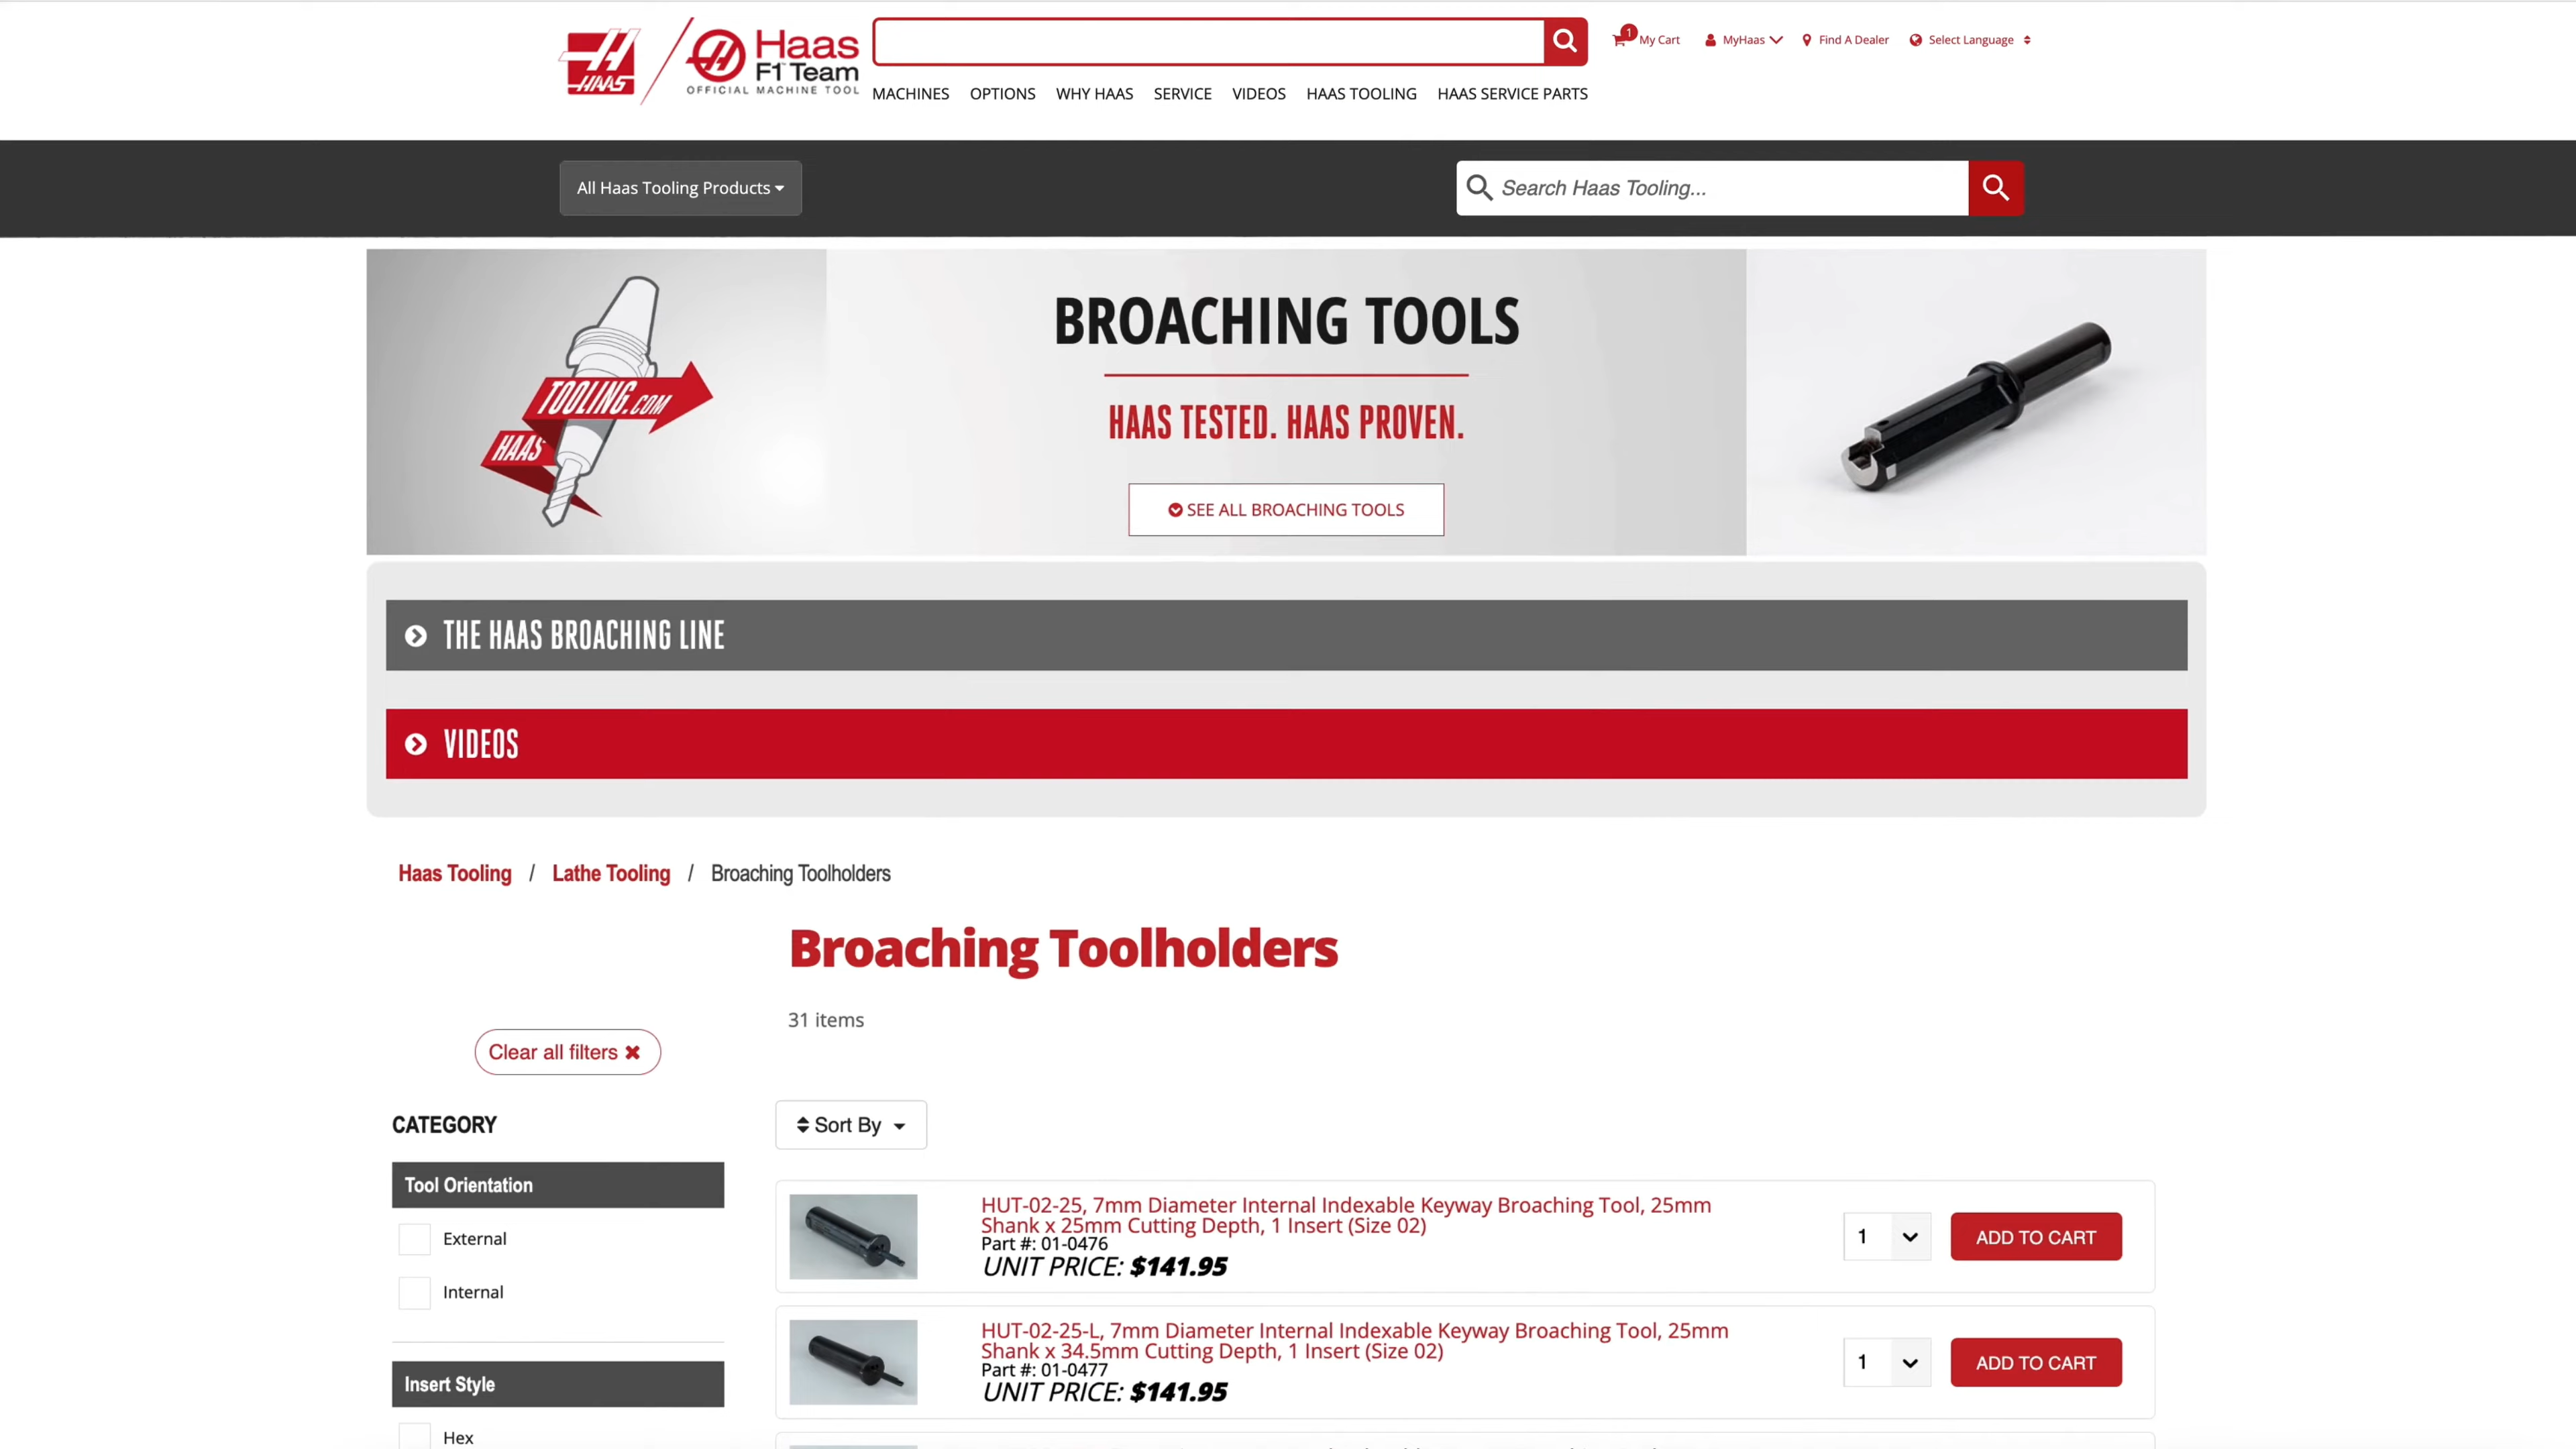 HAAS
Haas
F1 Team
OFFICIAL MACHINE TOOL
1
My Cart
MyHaas
Find A Dealer
Select Language
MACHINES
OPTIONS
WHY HAAS
SERVICE
VIDEOS
HAAS TOOLING
HAAS SERVICE PARTS
All Haas Tooling Products
Search Haas Tooling...
HAAS
TOOLING.COM
BROACHING TOOLS
HAAS TESTED. HAAS PROVEN.
SEE ALL BROACHING TOOLS
THE HAAS BROACHING LINE
VIDEOS
Haas Tooling / Lathe Tooling / Broaching Toolholders
Broaching Toolholders
31 items
Clear all filters
CATEGORY
Sort By
Tool Orientation
External
Internal
Insert Style
Hex
HUT-02-25, 7mm Diameter Internal Indexable Keyway Broaching Tool, 25mm
Shank x 25mm Cutting Depth, 1 Insert (Size 02)
Part #: 01-0476
UNIT PRICE: $141.95
1
ADD TO CART
HUT-02-25-L, 7mm Diameter Internal Indexable Keyway Broaching Tool, 25mm
Shank x 34.5mm Cutting Depth, 1 Insert (Size 02)
Part #: 01-0477
UNIT PRICE: $141.95
1
ADD TO CART